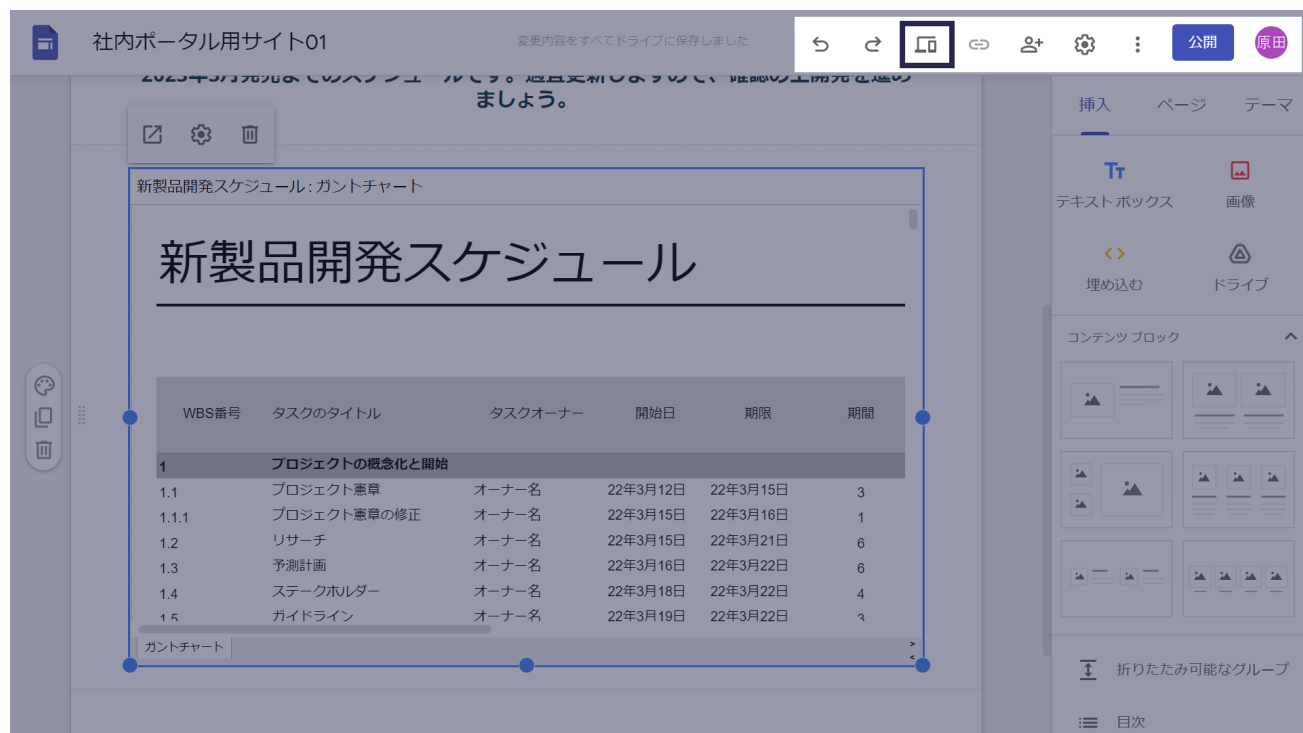 社内ポータル用サイト01
変更内容をすべてドライブに保存しました
公開
原田
ましょう。
挿入 ページ テーマ
テキスト ボックス 画像
埋め込む ドライブ
コンテンツ ブロック
折りたたみ可能なグループ
目次
新製品開発スケジュール : ガントチャート
新製品開発スケジュール
WBS番号 タスクのタイトル タスクオーナー 開始日 期限 期間
1 プロジェクトの概念化と開始
1.1 プロジェクト憲章 オーナー名 22年3月12日 22年3月15日 3
1.1.1 プロジェクト憲章の修正 オーナー名 22年3月15日 22年3月16日 1
1.2 リサーチ オーナー名 22年3月15日 22年3月21日 6
1.3 予測計画 オーナー名 22年3月16日 22年3月22日 6
1.4 ステークホルダー オーナー名 22年3月18日 22年3月22日 4
1.5 ガイドライン オーナー名 22年3月19日 22年3月22日 3
ガントチャート